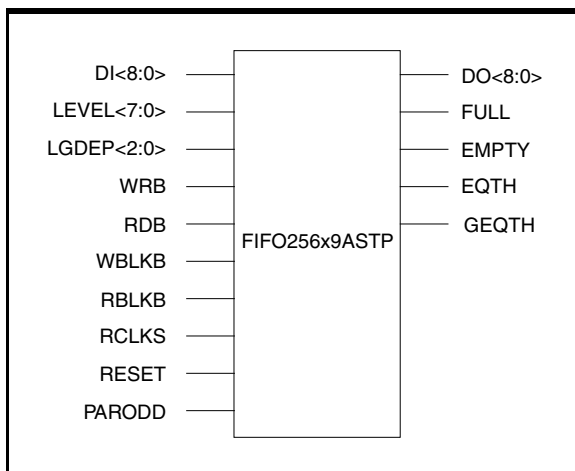 DI<8:0>
LEVEL<7:0>
LGDEP<2:0>
WRB
RDB
WBLKB
RBLKB
RCLKS
RESET
PARODD
FIFO256x9ASTP
DO<8:0>
FULL
EMPTY
EQTH
GEQTH